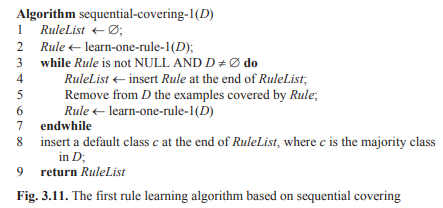 Algorithm sequential-covering-1(D)
1 RuleList ← ∅;
2 Rule ← learn-one-rule-1(D);
3 while Rule is not NULL AND D ≠ ∅ do
4 RuleList ← insert Rule at the end of RuleList;
5 Remove from D the examples covered by Rule;
6 Rule ← learn-one-rule-1(D)
7 endwhile
8 insert a default class c at the end of RuleList, where c is the majority class
in D;
9 return RuleList
Fig. 3.11. The first rule learning algorithm based on sequential covering